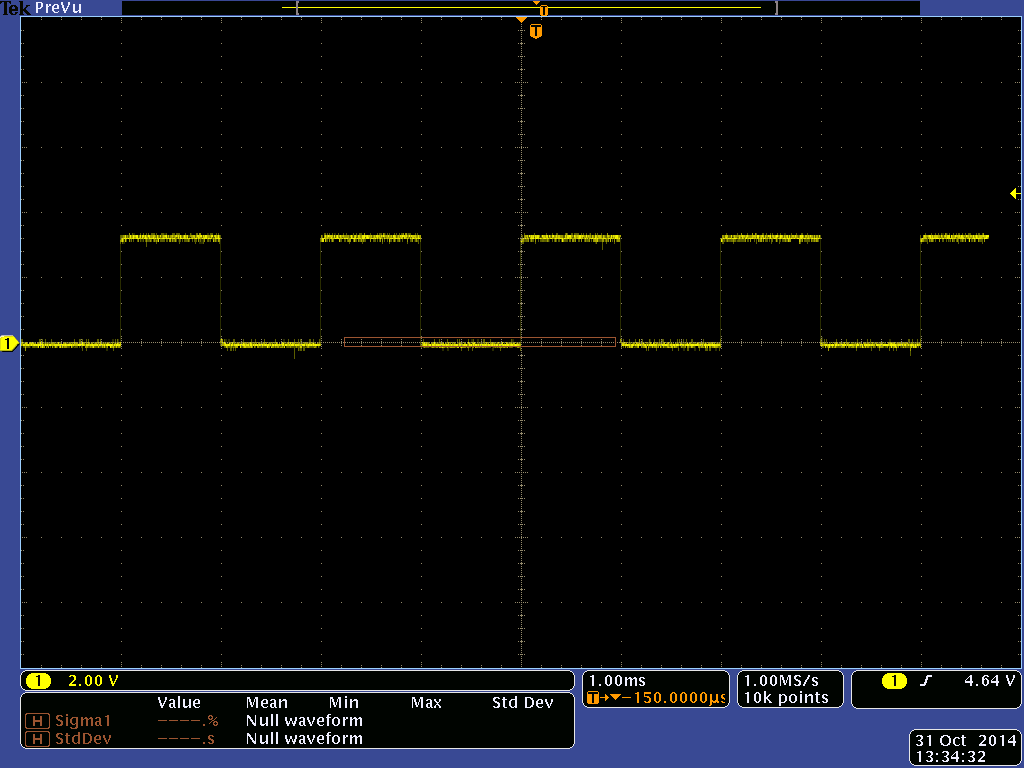 Tek PreVu
T
T
1
1 2.00 V
1.00ms
T→▼−150.0000µs
1.00MS/s
10k points
1 4.64 V
Value Mean Min Max Std Dev
H Sigma1 −−−−.% Null waveform
H StdDev −−−−.s Null waveform
31 Oct 2014
13:34:32